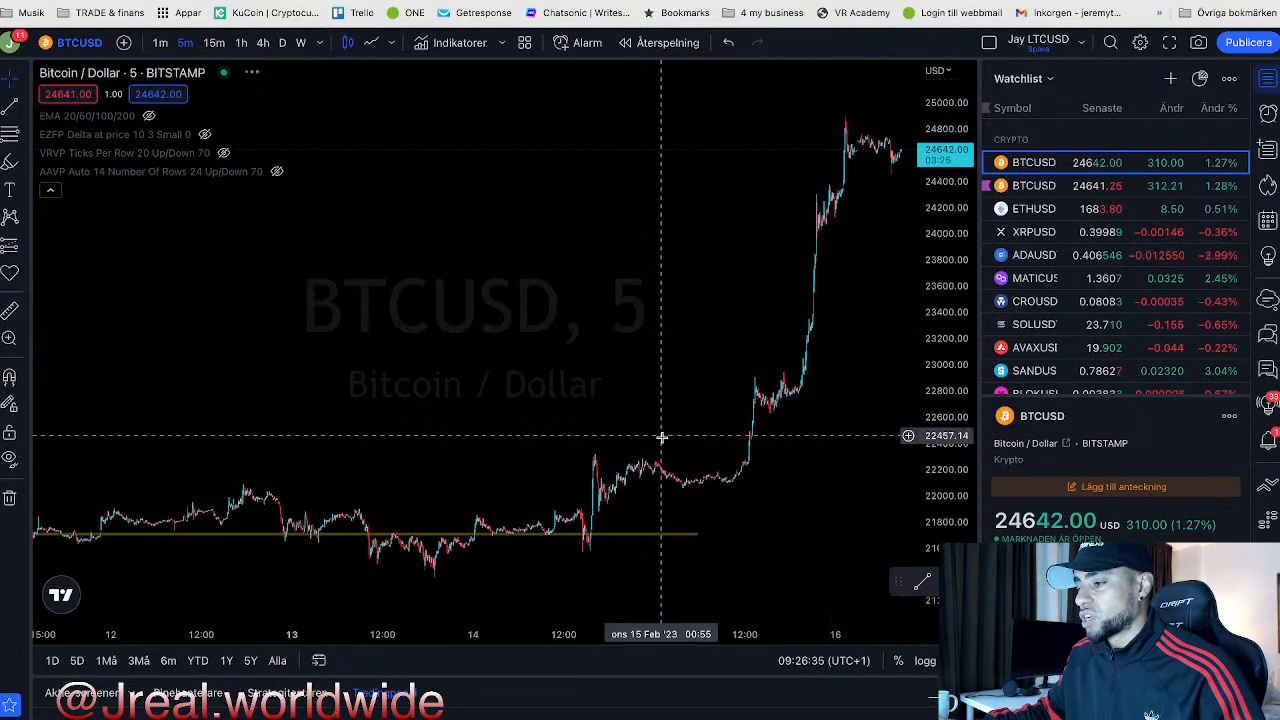 Musik
Spara
Appar
KuCoin | Cryptocu...
Trello
ONE
Getresponse
Chatsonic | Writes...
Bookmarks
4 my business
VR Academy
Login till webmail
Inkorgen
»
Övriga bokmärken
11
BTCUSD
1m 5m 15m 1h 4h D W
Indikatorer
Alarm
Återspelning
Jay LTCUSD
Spara
Publicera
Bitcoin / Dollar · 5 · BITSTAMP
24641.00 1.00 24642.00
EMA 20/50/100/200
EZFP Delta at price 10 3 Small 0
VRVP Ticks Per Row 20 Up/Down 70
AAVP Auto 14 Number Of Rows 24 Up/Down 70
BTCUSD, 5
Bitcoin / Dollar
USD
25000.00
24800.00
24642.00
03:25
24400.00
24200.00
24000.00
23800.00
23600.00
23400.00
23200.00
23000.00
22800.00
22600.00
22457.14
22200.00
22000.00
21800.00
15:00 12 12:00 13 12:00 14 12:00 ons 15 Feb '23 00:55 12:00 16
1D 5D 1Må 3Må 6m YTD 1Y 5Y Alla
09:26:35 (UTC+1) % logg
@Jreal.worldwide
Watchlist
Symbol Senaste Ändr Ändr %
CRYPTO
BTCUSD 24642.00 310.00 1.27%
BTCUSD 24641.25 312.21 1.28%
ETHUSD 1683.80 8.50 0.51%
XRPUSD 0.39989 −0.00146 −0.36%
ADAUSD 0.408546 −0.012550 −2.99%
MATICUS 1.3607 0.0325 2.45%
CROUSD 0.08083 −0.00035 −0.43%
SOLUSD 23.710 −0.155 −0.65%
AVAXUSD 19.902 −0.044 −0.22%
SANDUS 0.78627 0.02320 3.04%
BTCUSD
Bitcoin / Dollar BITSTAMP
Krypto
Lägg till anteckning
24642.00 USD 310.00 (1.27%)
MARKNADEN ÄR ÖPPEN
33
1
DRIFT